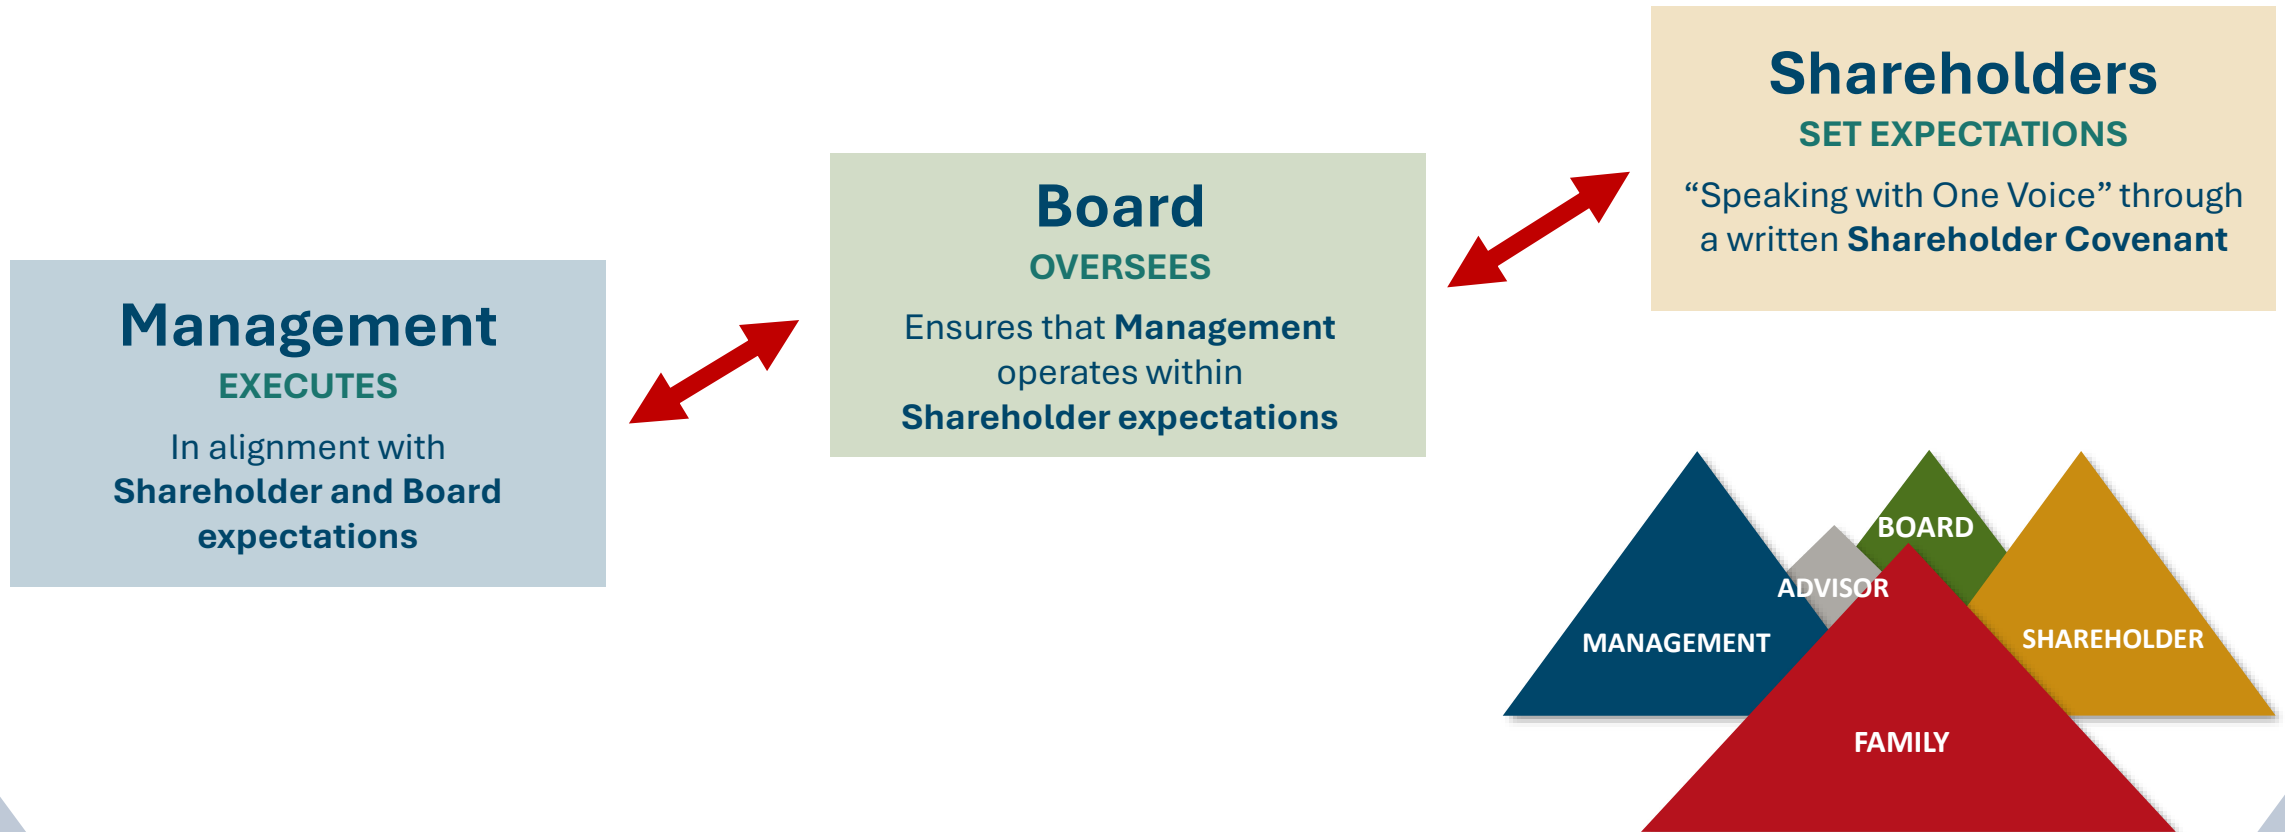 Management
EXECUTES
In alignment with
Shareholder and Board
expectations
Board
OVERSEES
Ensures that Management
operates within
Shareholder expectations
Shareholders
SET EXPECTATIONS
“Speaking with One Voice” through
a written Shareholder Covenant
BOARD
ADVISOR
MANAGEMENT
SHAREHOLDER
FAMILY